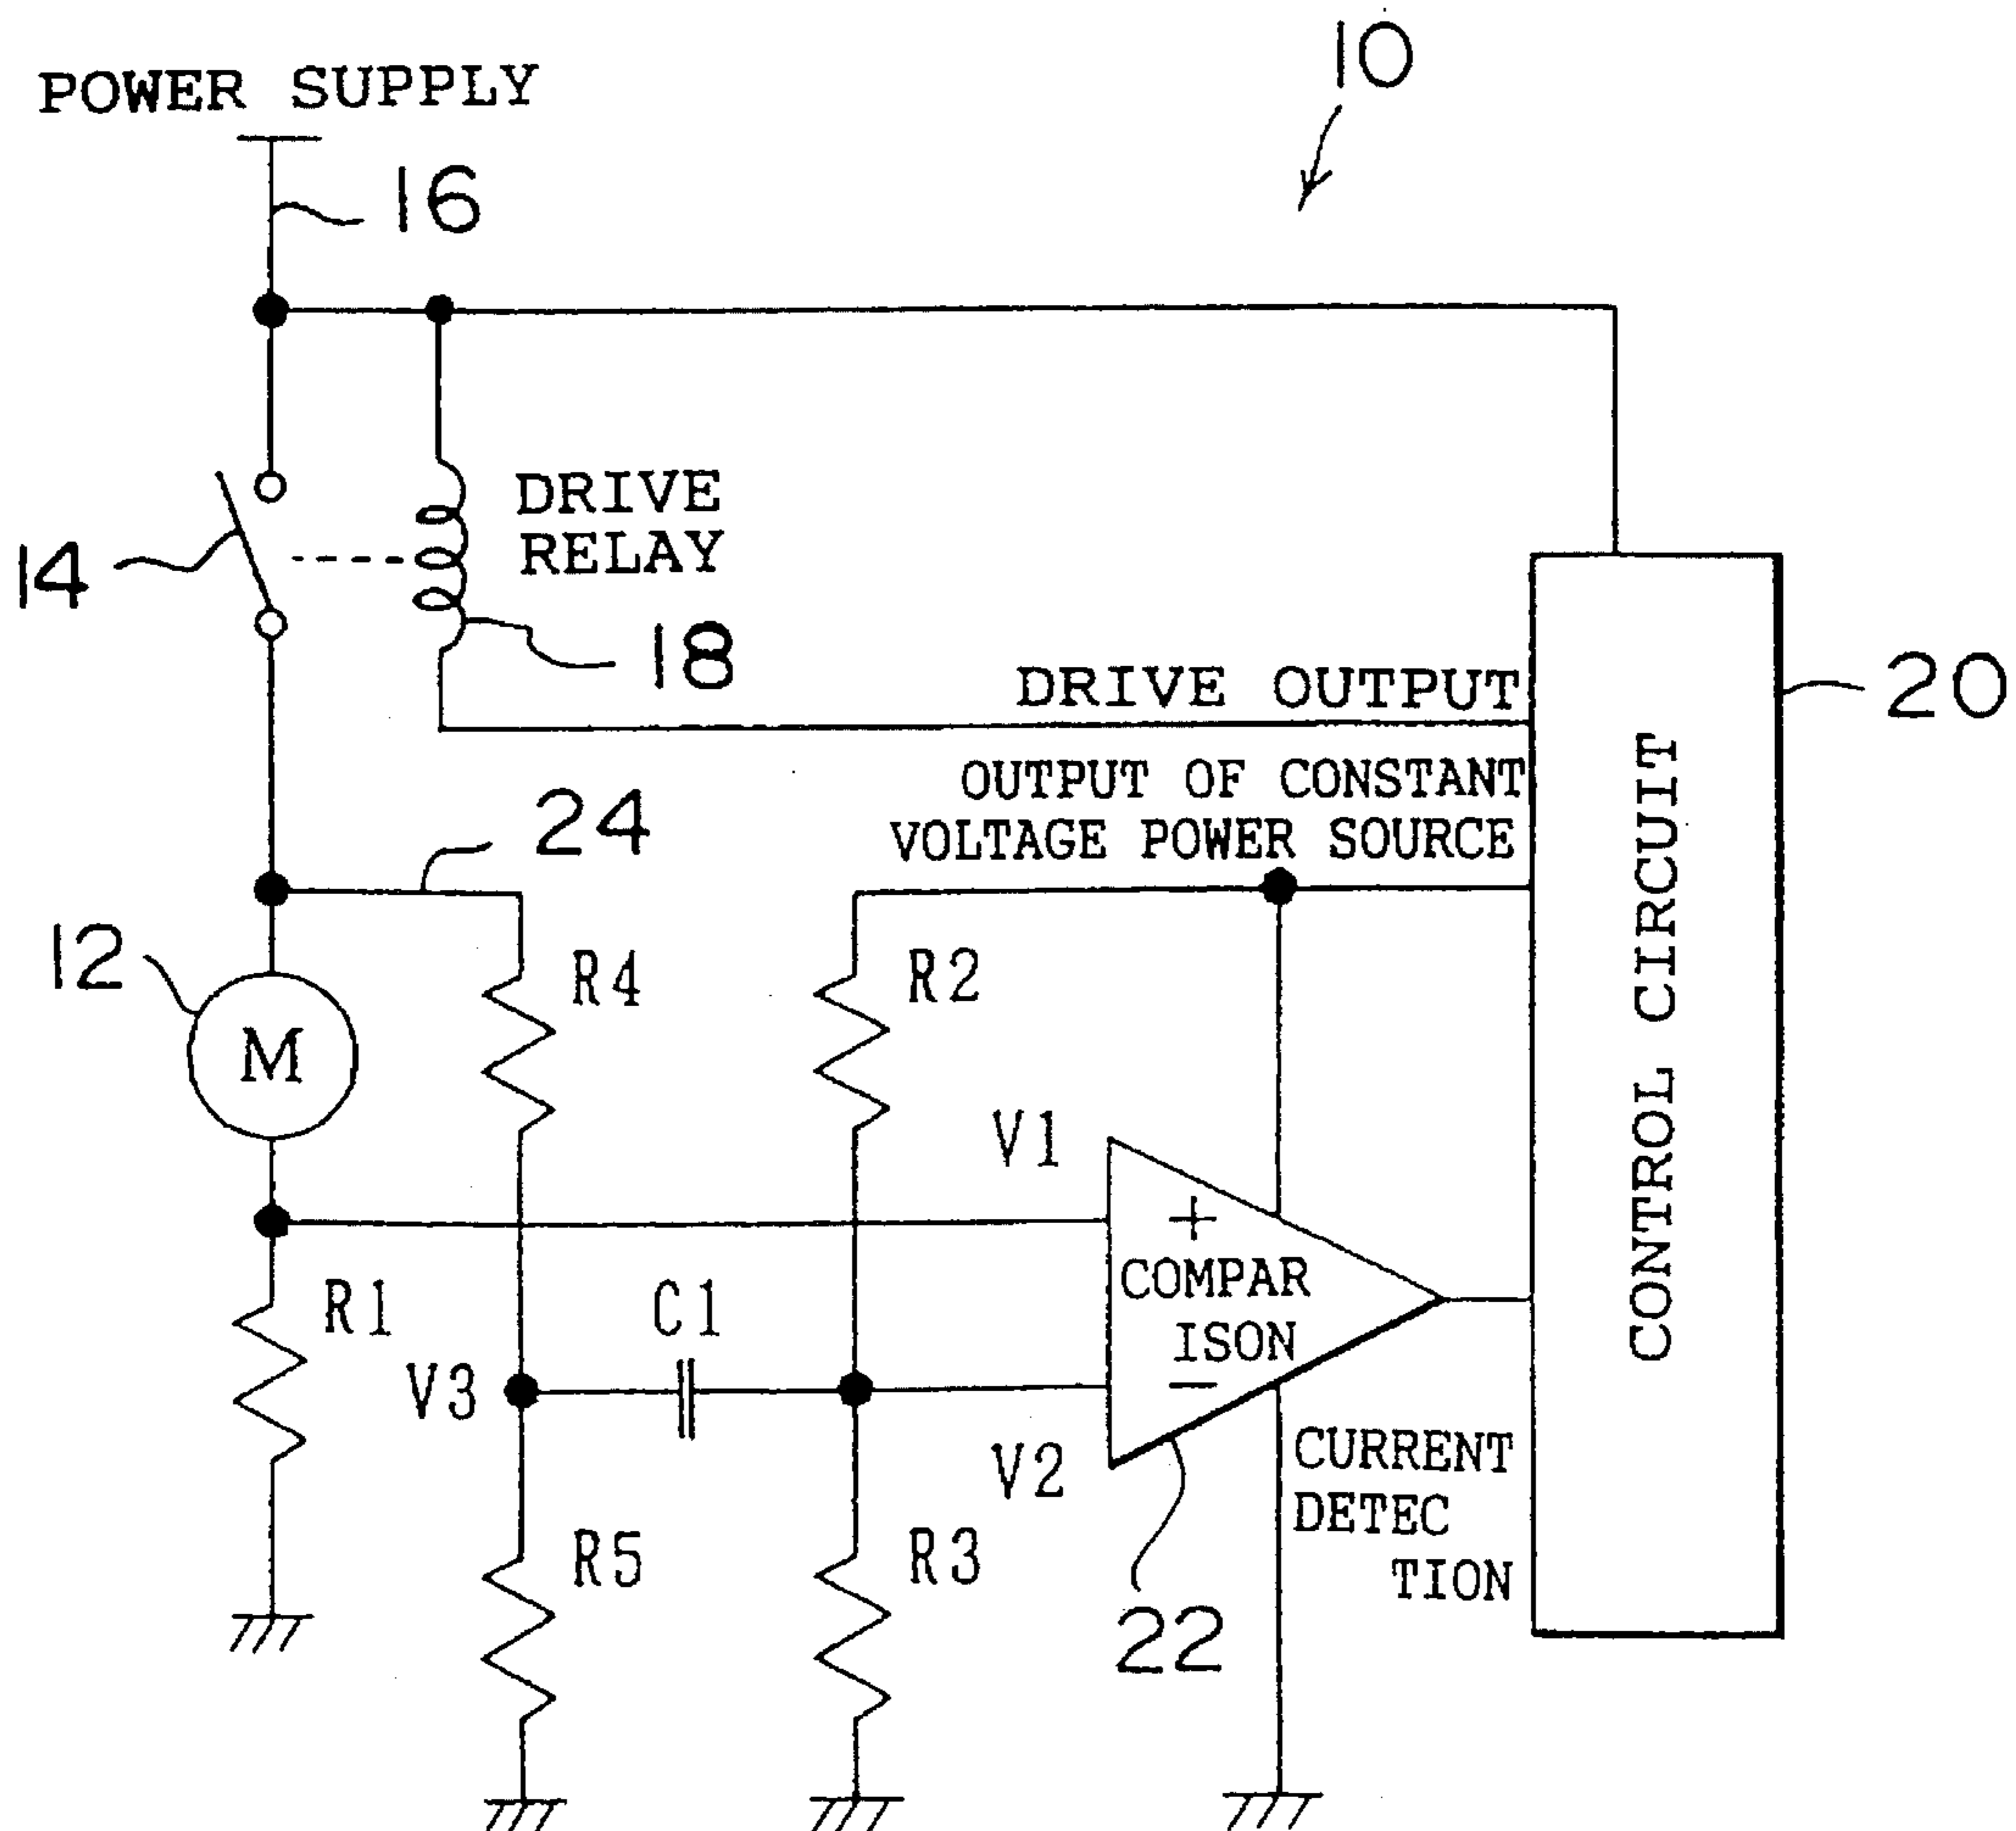 10
POWER SUPPLY
16
DRIVE
RELAY
14
18
DRIVE OUTPUT
20
OUTPUT OF CONSTANT
VOLTAGE POWER SOURCE
24
12
M
R4
R2
CONTROL CIRCUIT
V1
+
COMPAR
ISON
−
R1
C1
V3
V2
CURRENT
DETEC
TION
R5
R3
22